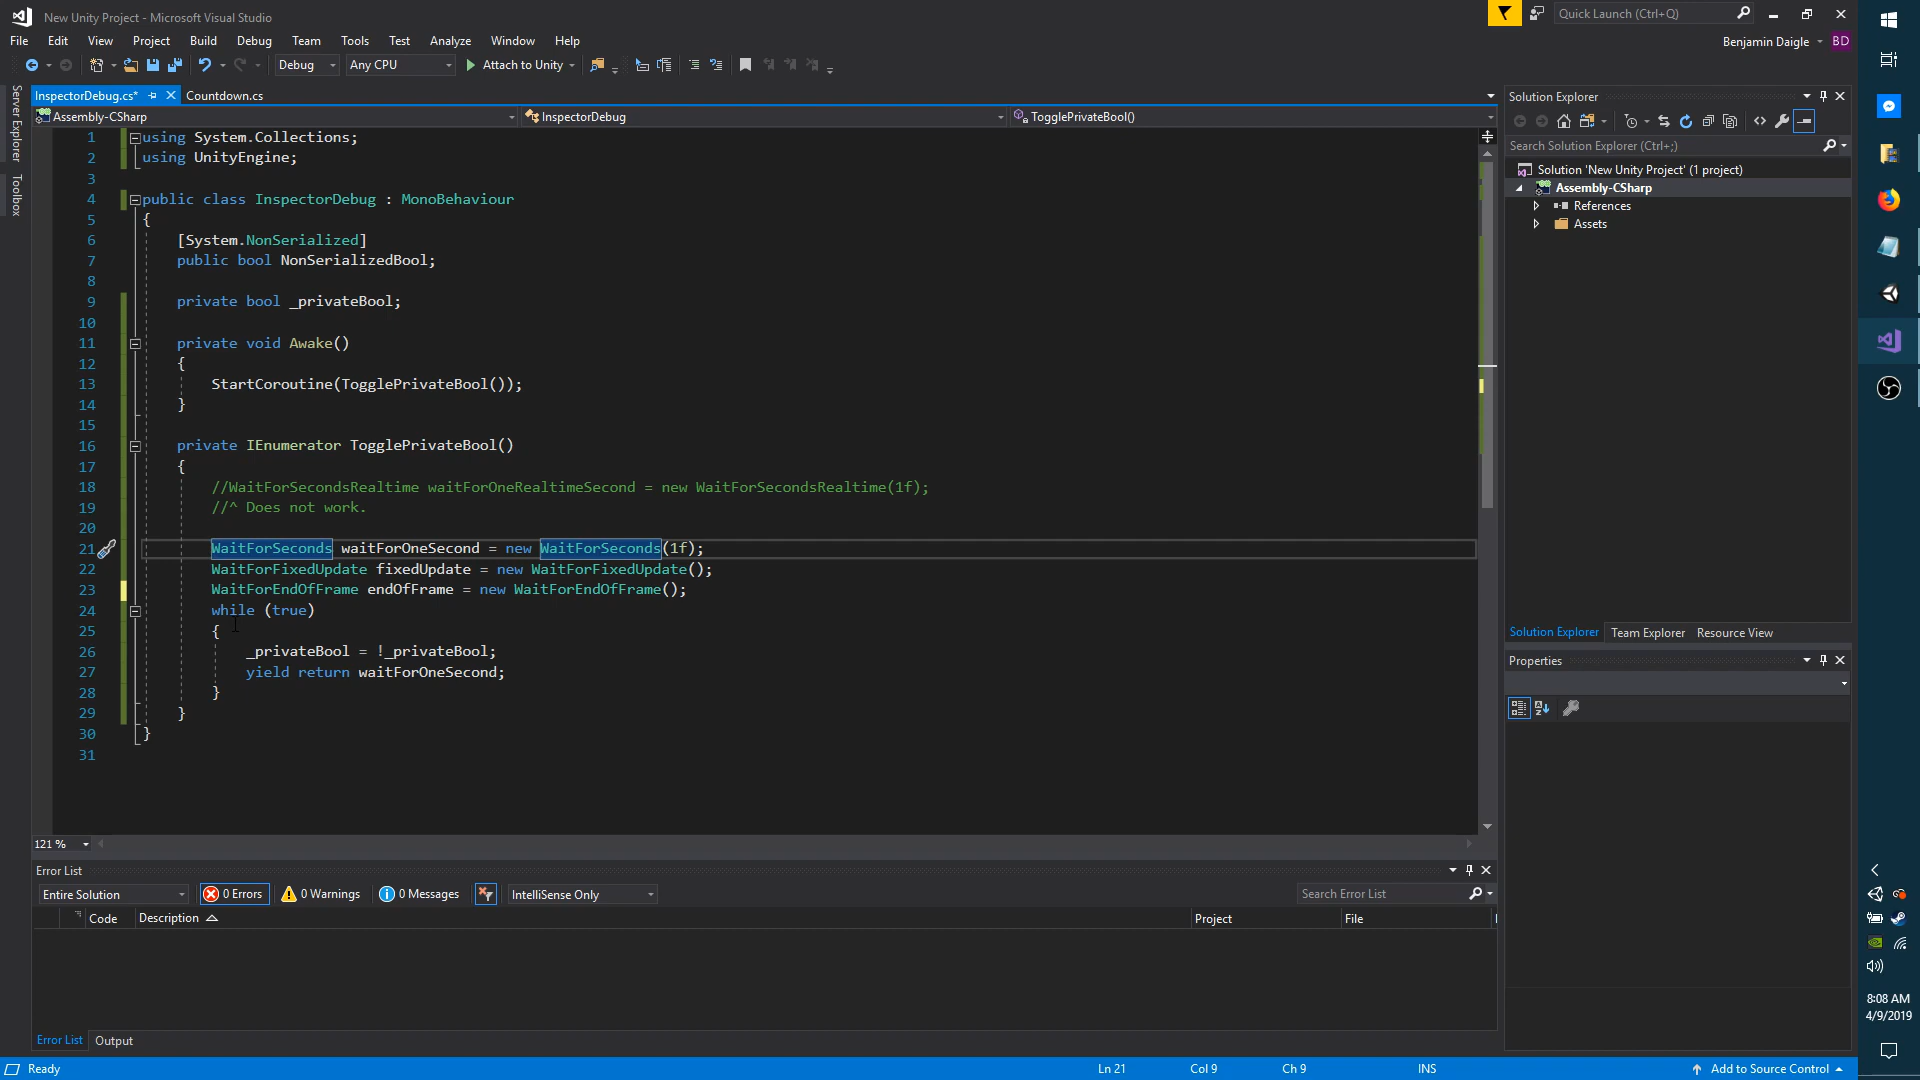 New Unity Project - Microsoft Visual Studio
Quick Launch (Ctrl+Q)
File Edit View Project Build Debug Team Tools Test Analyze Window Help
Benjamin Daigle BD
Debug Any CPU Attach to Unity
Server Explorer
Toolbox
InspectorDebug.cs* Countdown.cs
Assembly-CSharp InspectorDebug TogglePrivateBool()
1 using System.Collections;
2 using UnityEngine;
3
4 public class InspectorDebug : MonoBehaviour
5 {
6 [System.NonSerialized]
7 public bool NonSerializedBool;
8
9 private bool _privateBool;
10
11 private void Awake()
12 {
13 StartCoroutine(TogglePrivateBool());
14 }
15
16 private IEnumerator TogglePrivateBool()
17 {
18 //WaitForSecondsRealtime waitForOneRealtimeSecond = new WaitForSecondsRealtime(1f);
19 //^ Does not work.
20
21 WaitForSeconds waitForOneSecond = new WaitForSeconds(1f);
22 WaitForFixedUpdate fixedUpdate = new WaitForFixedUpdate();
23 WaitForEndOfFrame endOfFrame = new WaitForEndOfFrame();
24 while (true)
25 {
26 _privateBool = !_privateBool;
27 yield return waitForOneSecond;
28 }
29 }
30 }
31
121 %
Solution Explorer
Search Solution Explorer (Ctrl+;)
Solution 'New Unity Project' (1 project)
Assembly-CSharp
References
Assets
Solution Explorer Team Explorer Resource View
Properties
Error List
Entire Solution 0 Errors 0 Warnings 0 Messages IntelliSense Only Search Error List
Code Description Project File
Error List Output
Ready Ln 21 Col 9 Ch 9 INS Add to Source Control
8:08 AM
4/9/2019